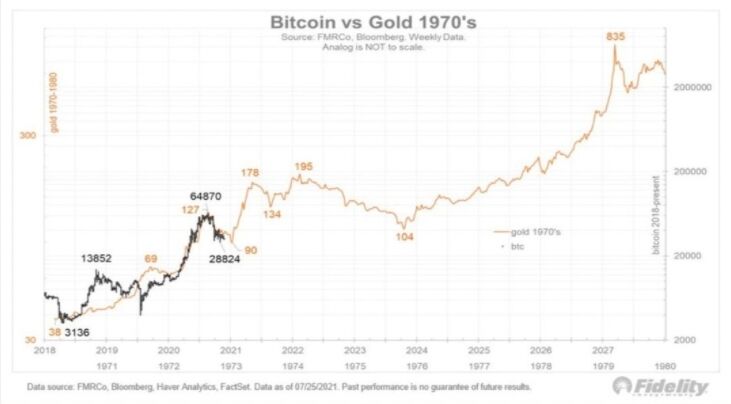 Bitcoin vs Gold 1970's
Source: FMRCo, Bloomberg. Weekly Data.
Analog is NOT to scale.
gold 1970-1980
300
30
835
2000000
200000
20000
2000
bitcoin 2018-present
178
195
64870
127
134
104
90
28824
13852
69
38
3136
gold 1970's
btc
2018 2019 2020 2021 2022 2023 2024 2025 2026 2027
1971 1972 1973 1974 1975 1976 1977 1978 1979 1980
Data source: FMRCo, Bloomberg, Haver Analytics, FactSet. Data as of 07/25/2021. Past performance is no guarantee of future results.
Fidelity
INVESTMENTS